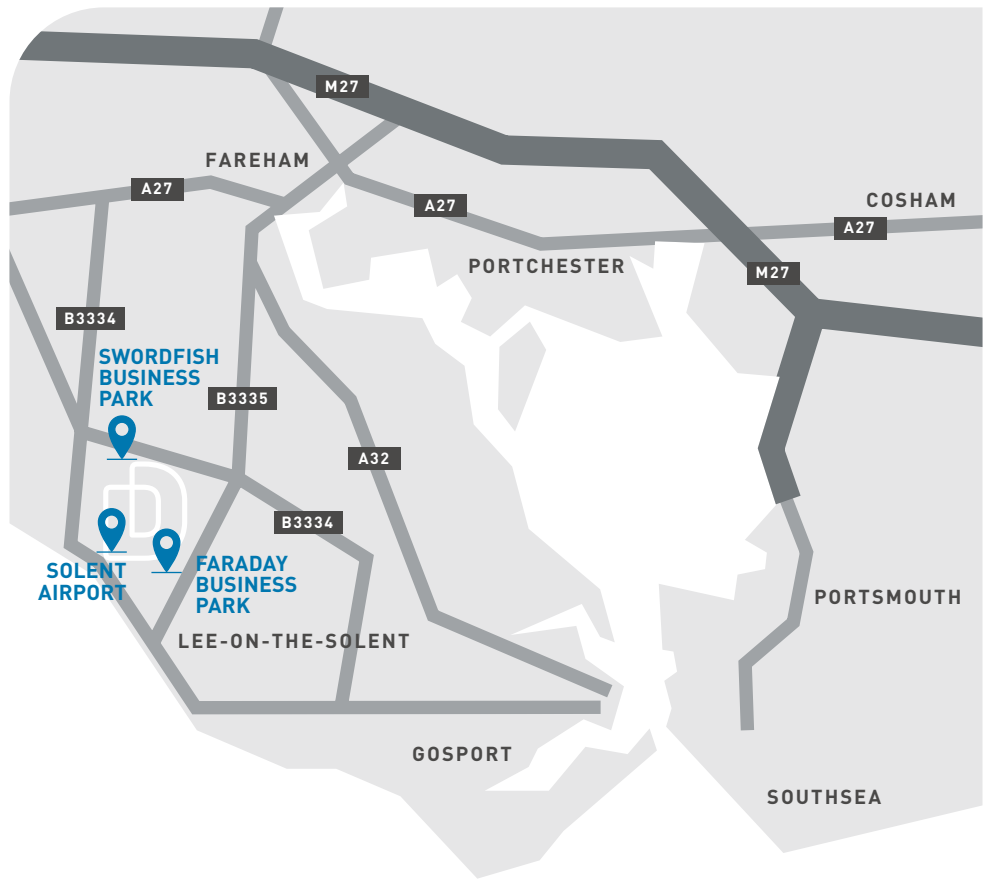 M27
FAREHAM
A27
A27
COSHAM
A27
PORTCHESTER
M27
B3334
SWORDFISH
BUSINESS
PARK
B3335
A32
B3334
SOLENT
AIRPORT
FARADAY
BUSINESS
PARK
PORTSMOUTH
LEE-ON-THE-SOLENT
GOSPORT
SOUTHSEA